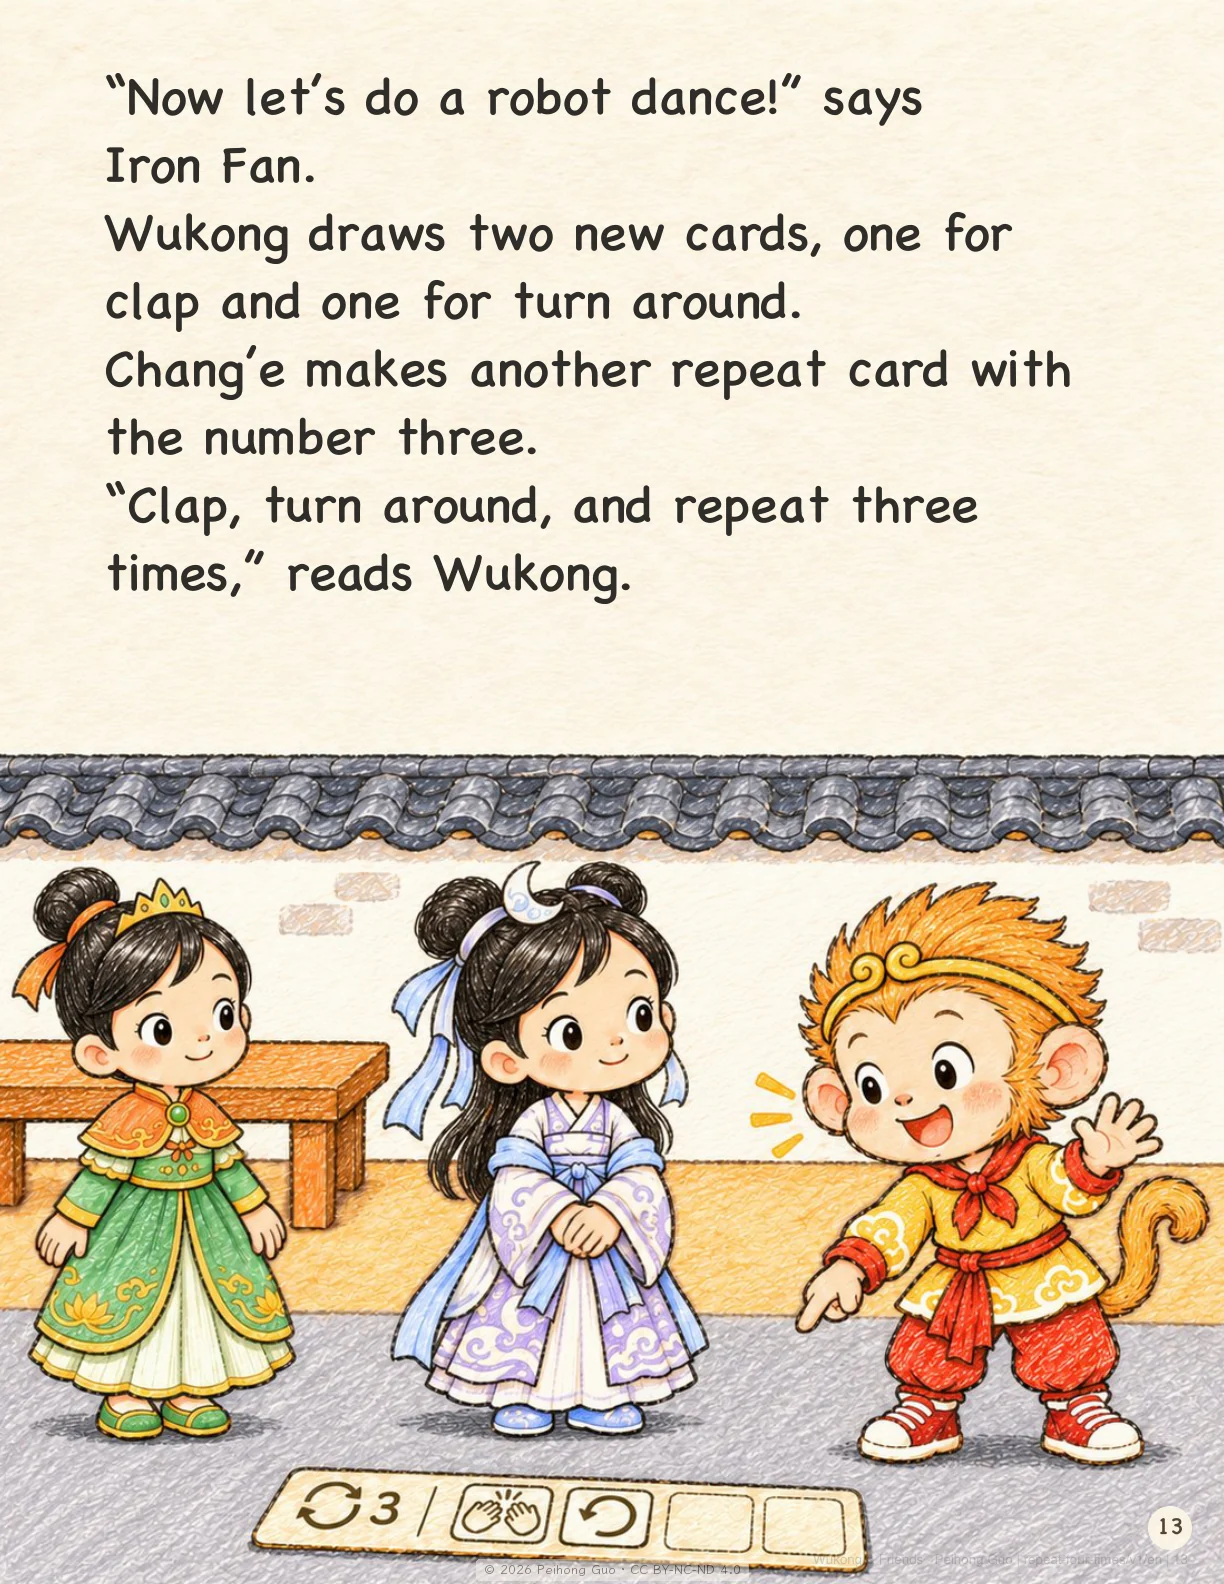 “Now let’s do a robot dance!” says
Iron Fan.
Wukong draws two new cards, one for
clap and one for turn around.
Chang’e makes another repeat card with
the number three.
“Clap, turn around, and repeat three
times,” reads Wukong.
3
13
© 2026 Peihong Guo • CC BY-NC-ND 4.0